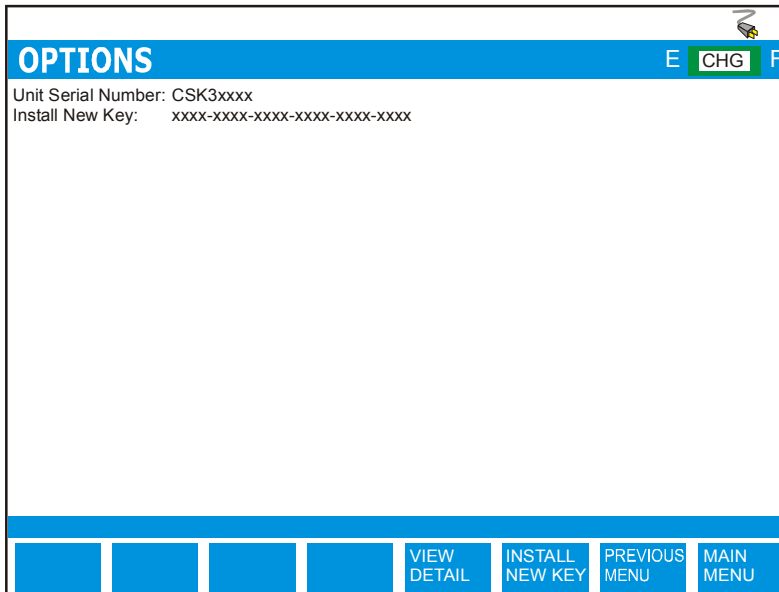 OPTIONS
E CHG F
Unit Serial Number: CSK3xxxx
Install New Key: xxxx-xxxx-xxxx-xxxx-xxxx-xxxx
VIEW DETAIL
INSTALL NEW KEY
PREVIOUS MENU
MAIN MENU